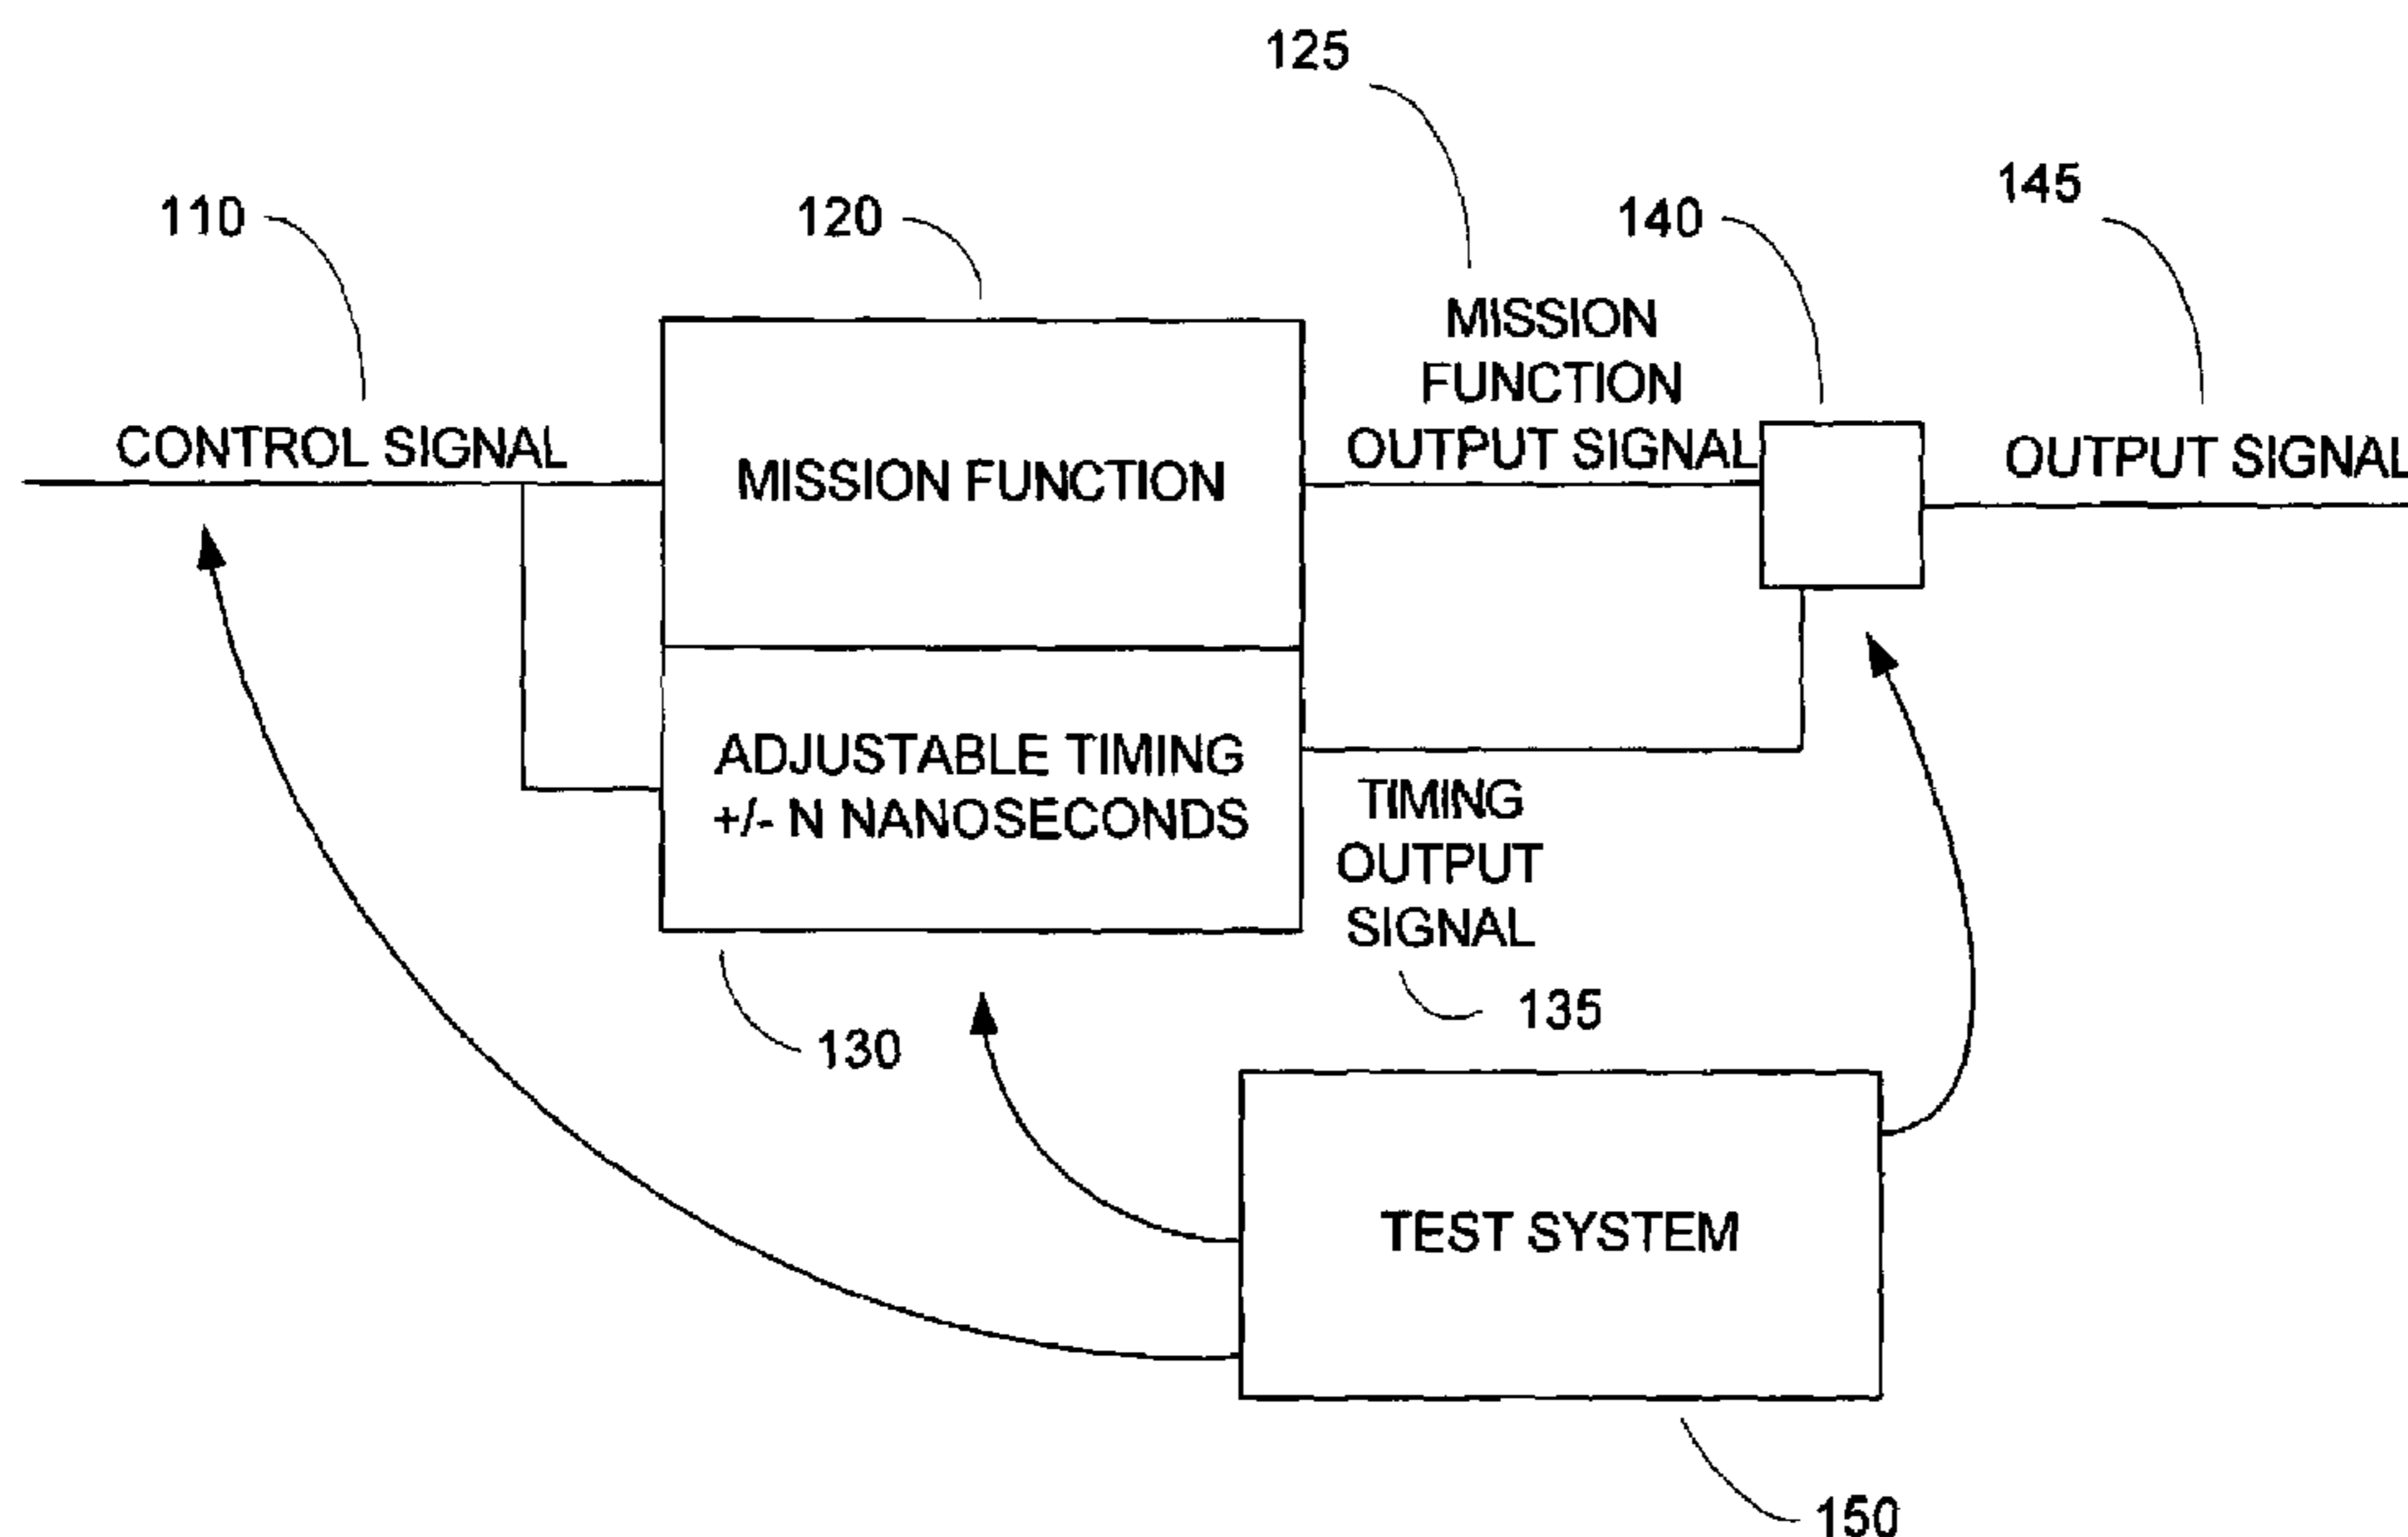 125
145
110
120
140
MISSION
FUNCTION
OUTPUT SIGNAL
CONTROL SIGNAL
MISSION FUNCTION
OUTPUT SIGNAL
ADJUSTABLE TIMING
+/- N NANOSECONDS
TIMING
OUTPUT
SIGNAL
135
130
TEST SYSTEM
150